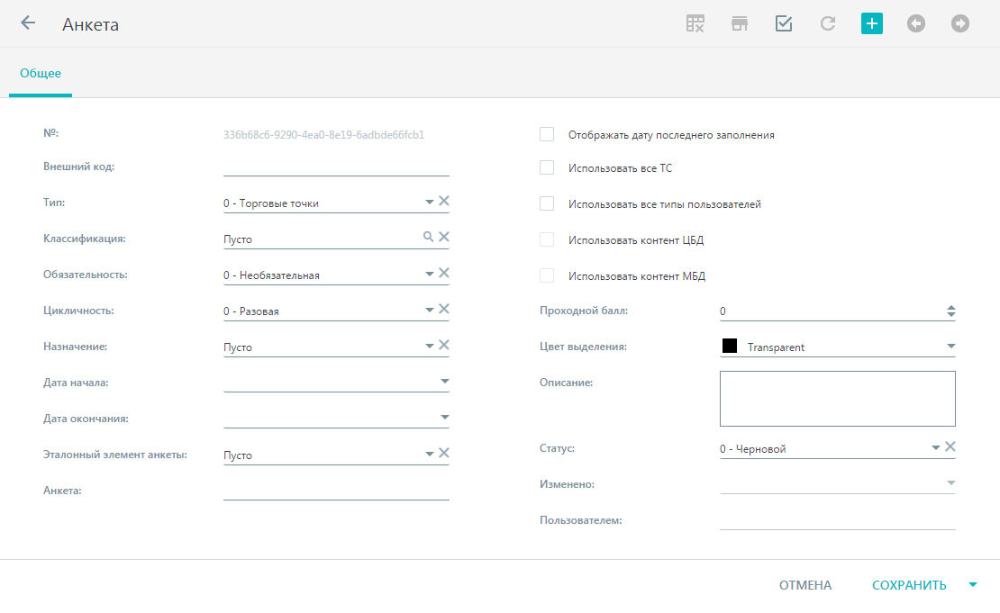 Анкета
Общее
№:
336b68c6-9290-4ea0-8e19-6adbde66fcb1
Внешний код:
Тип:
0 - Торговые точки
Классификация:
Пусто
Обязательность:
0 - Необязательная
Цикличность:
0 - Разовая
Назначение:
Пусто
Дата начала:
Дата окончания:
Эталонный элемент анкеты:
Пусто
Анкета:
Отображать дату последнего заполнения
Использовать все ТС
Использовать все типы пользователей
Использовать контент ЦБД
Использовать контент МБД
Проходной балл:
0
Цвет выделения:
Transparent
Описание:
Статус:
0 - Черновой
Изменено:
Пользователем:
ОТМЕНА
СОХРАНИТЬ